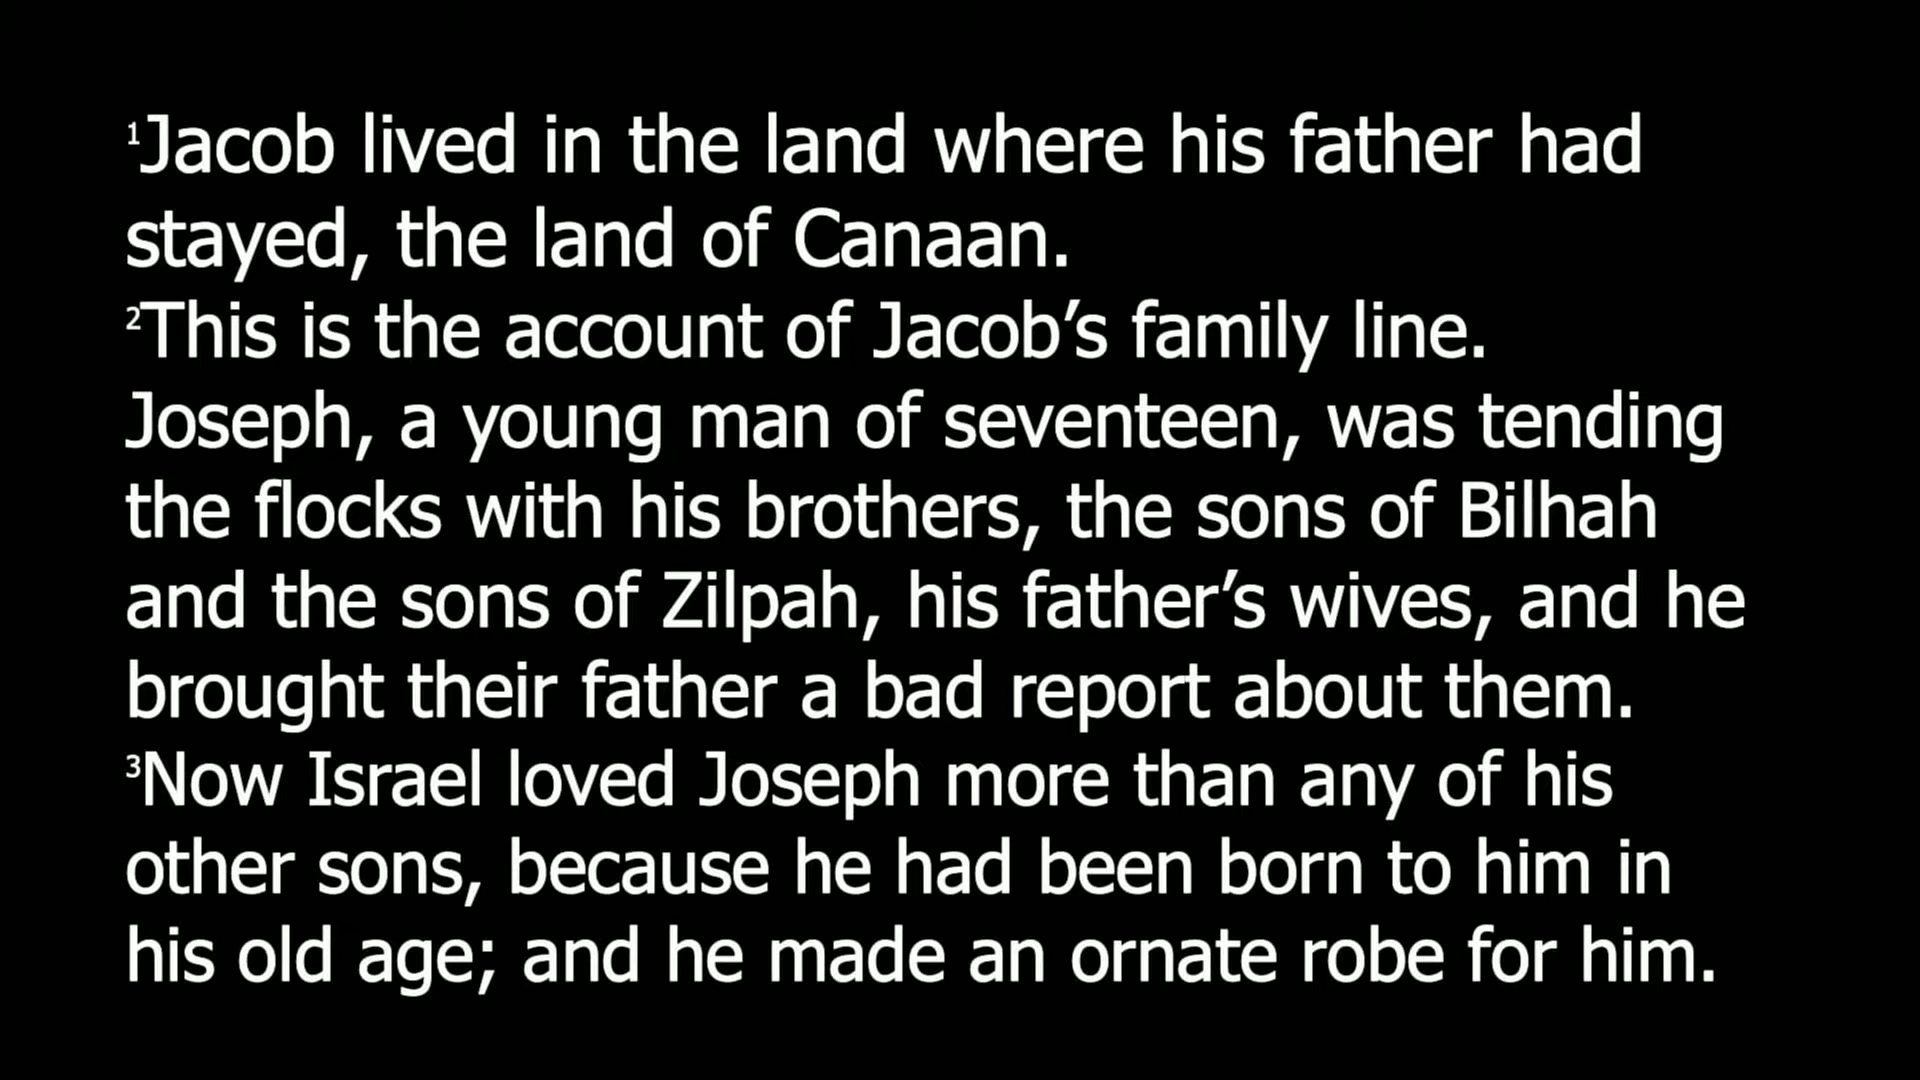 ¹Jacob lived in the land where his father had
stayed, the land of Canaan.
²This is the account of Jacob’s family line.
Joseph, a young man of seventeen, was tending
the flocks with his brothers, the sons of Bilhah
and the sons of Zilpah, his father’s wives, and he
brought their father a bad report about them.
³Now Israel loved Joseph more than any of his
other sons, because he had been born to him in
his old age; and he made an ornate robe for him.